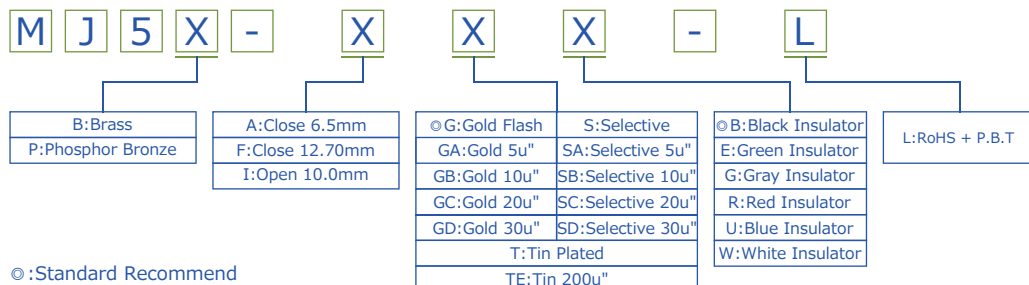 M J 5 X - X X X - L
B:Brass
P:Phosphor Bronze
A:Close 6.5mm
F:Close 12.70mm
I:Open 10.0mm
◎G:Gold Flash S:Selective
GA:Gold 5u" SA:Selective 5u"
GB:Gold 10u" SB:Selective 10u"
GC:Gold 20u" SC:Selective 20u"
GD:Gold 30u" SD:Selective 30u"
T:Tin Plated
TE:Tin 200u"
◎B:Black Insulator
E:Green Insulator
G:Gray Insulator
R:Red Insulator
U:Blue Insulator
W:White Insulator
L:RoHS + P.B.T
◎:Standard Recommend